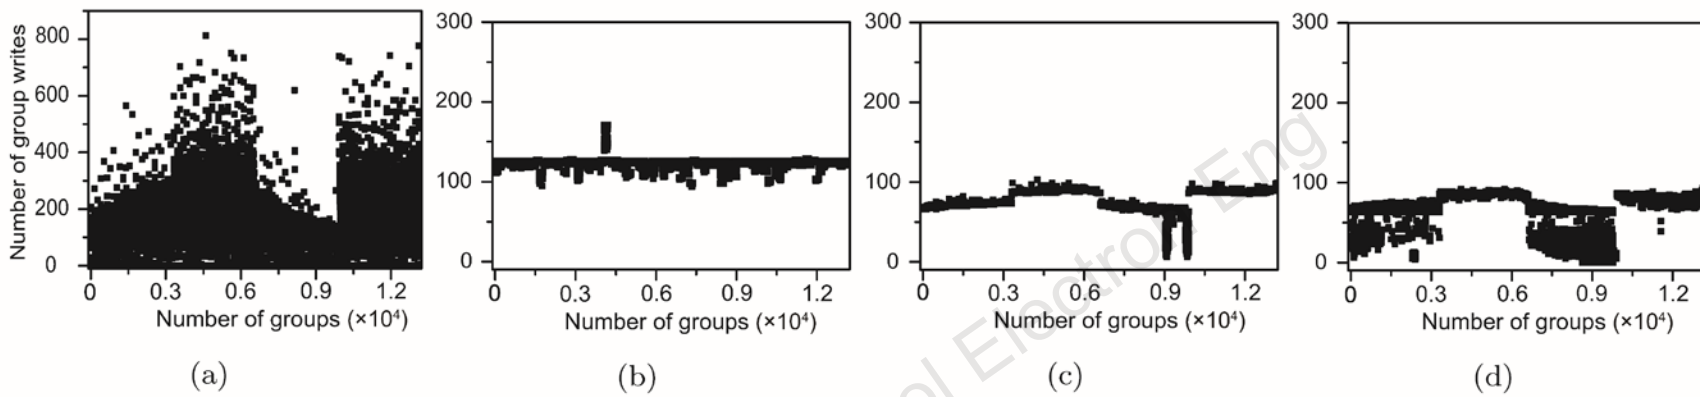 Number of group writes
800
600
400
200
0
0 0.3 0.6 0.9 1.2
Number of groups (×10⁴)
(a)
300
200
100
0
0 0.3 0.6 0.9 1.2
Number of groups (×10⁴)
(b)
300
200
100
0
0 0.3 0.6 0.9 1.2
Number of groups (×10⁴)
(c)
300
200
100
0
0 0.3 0.6 0.9 1.2
Number of groups (×10⁴)
(d)
ol Electron Eng